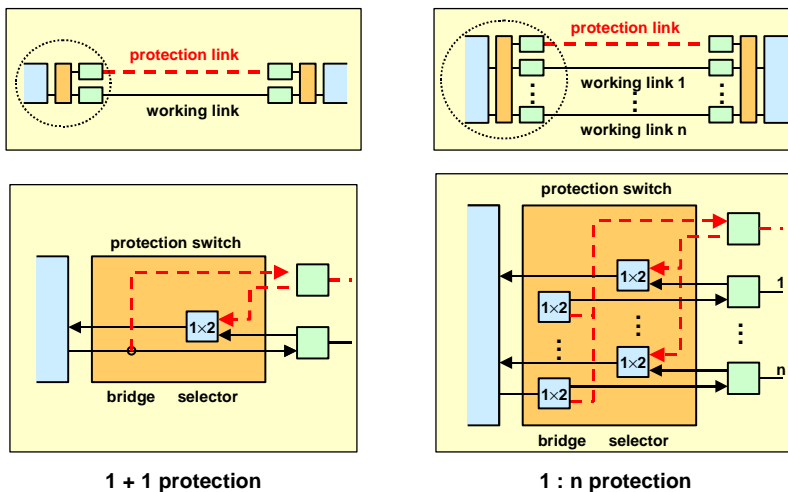 protection link
working link
protection link
working link 1
working link n
protection switch
1×2
bridge selector
protection switch
1×2
1
1×2
1×2
n
1×2
bridge selector
1 + 1 protection
1 : n protection